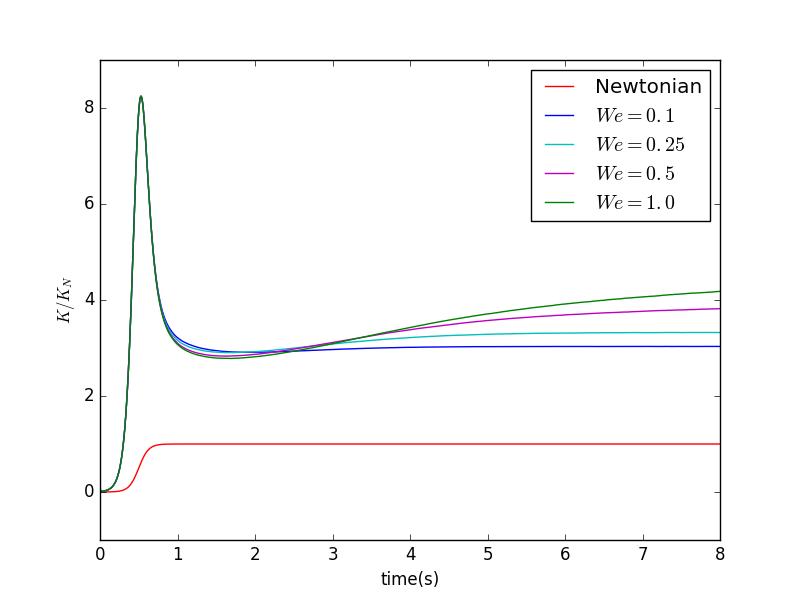 8
6
4
2
0
K/K_N
0 1 2 3 4 5 6 7 8
time(s)
Newtonian
We = 0.1
We = 0.25
We = 0.5
We = 1.0